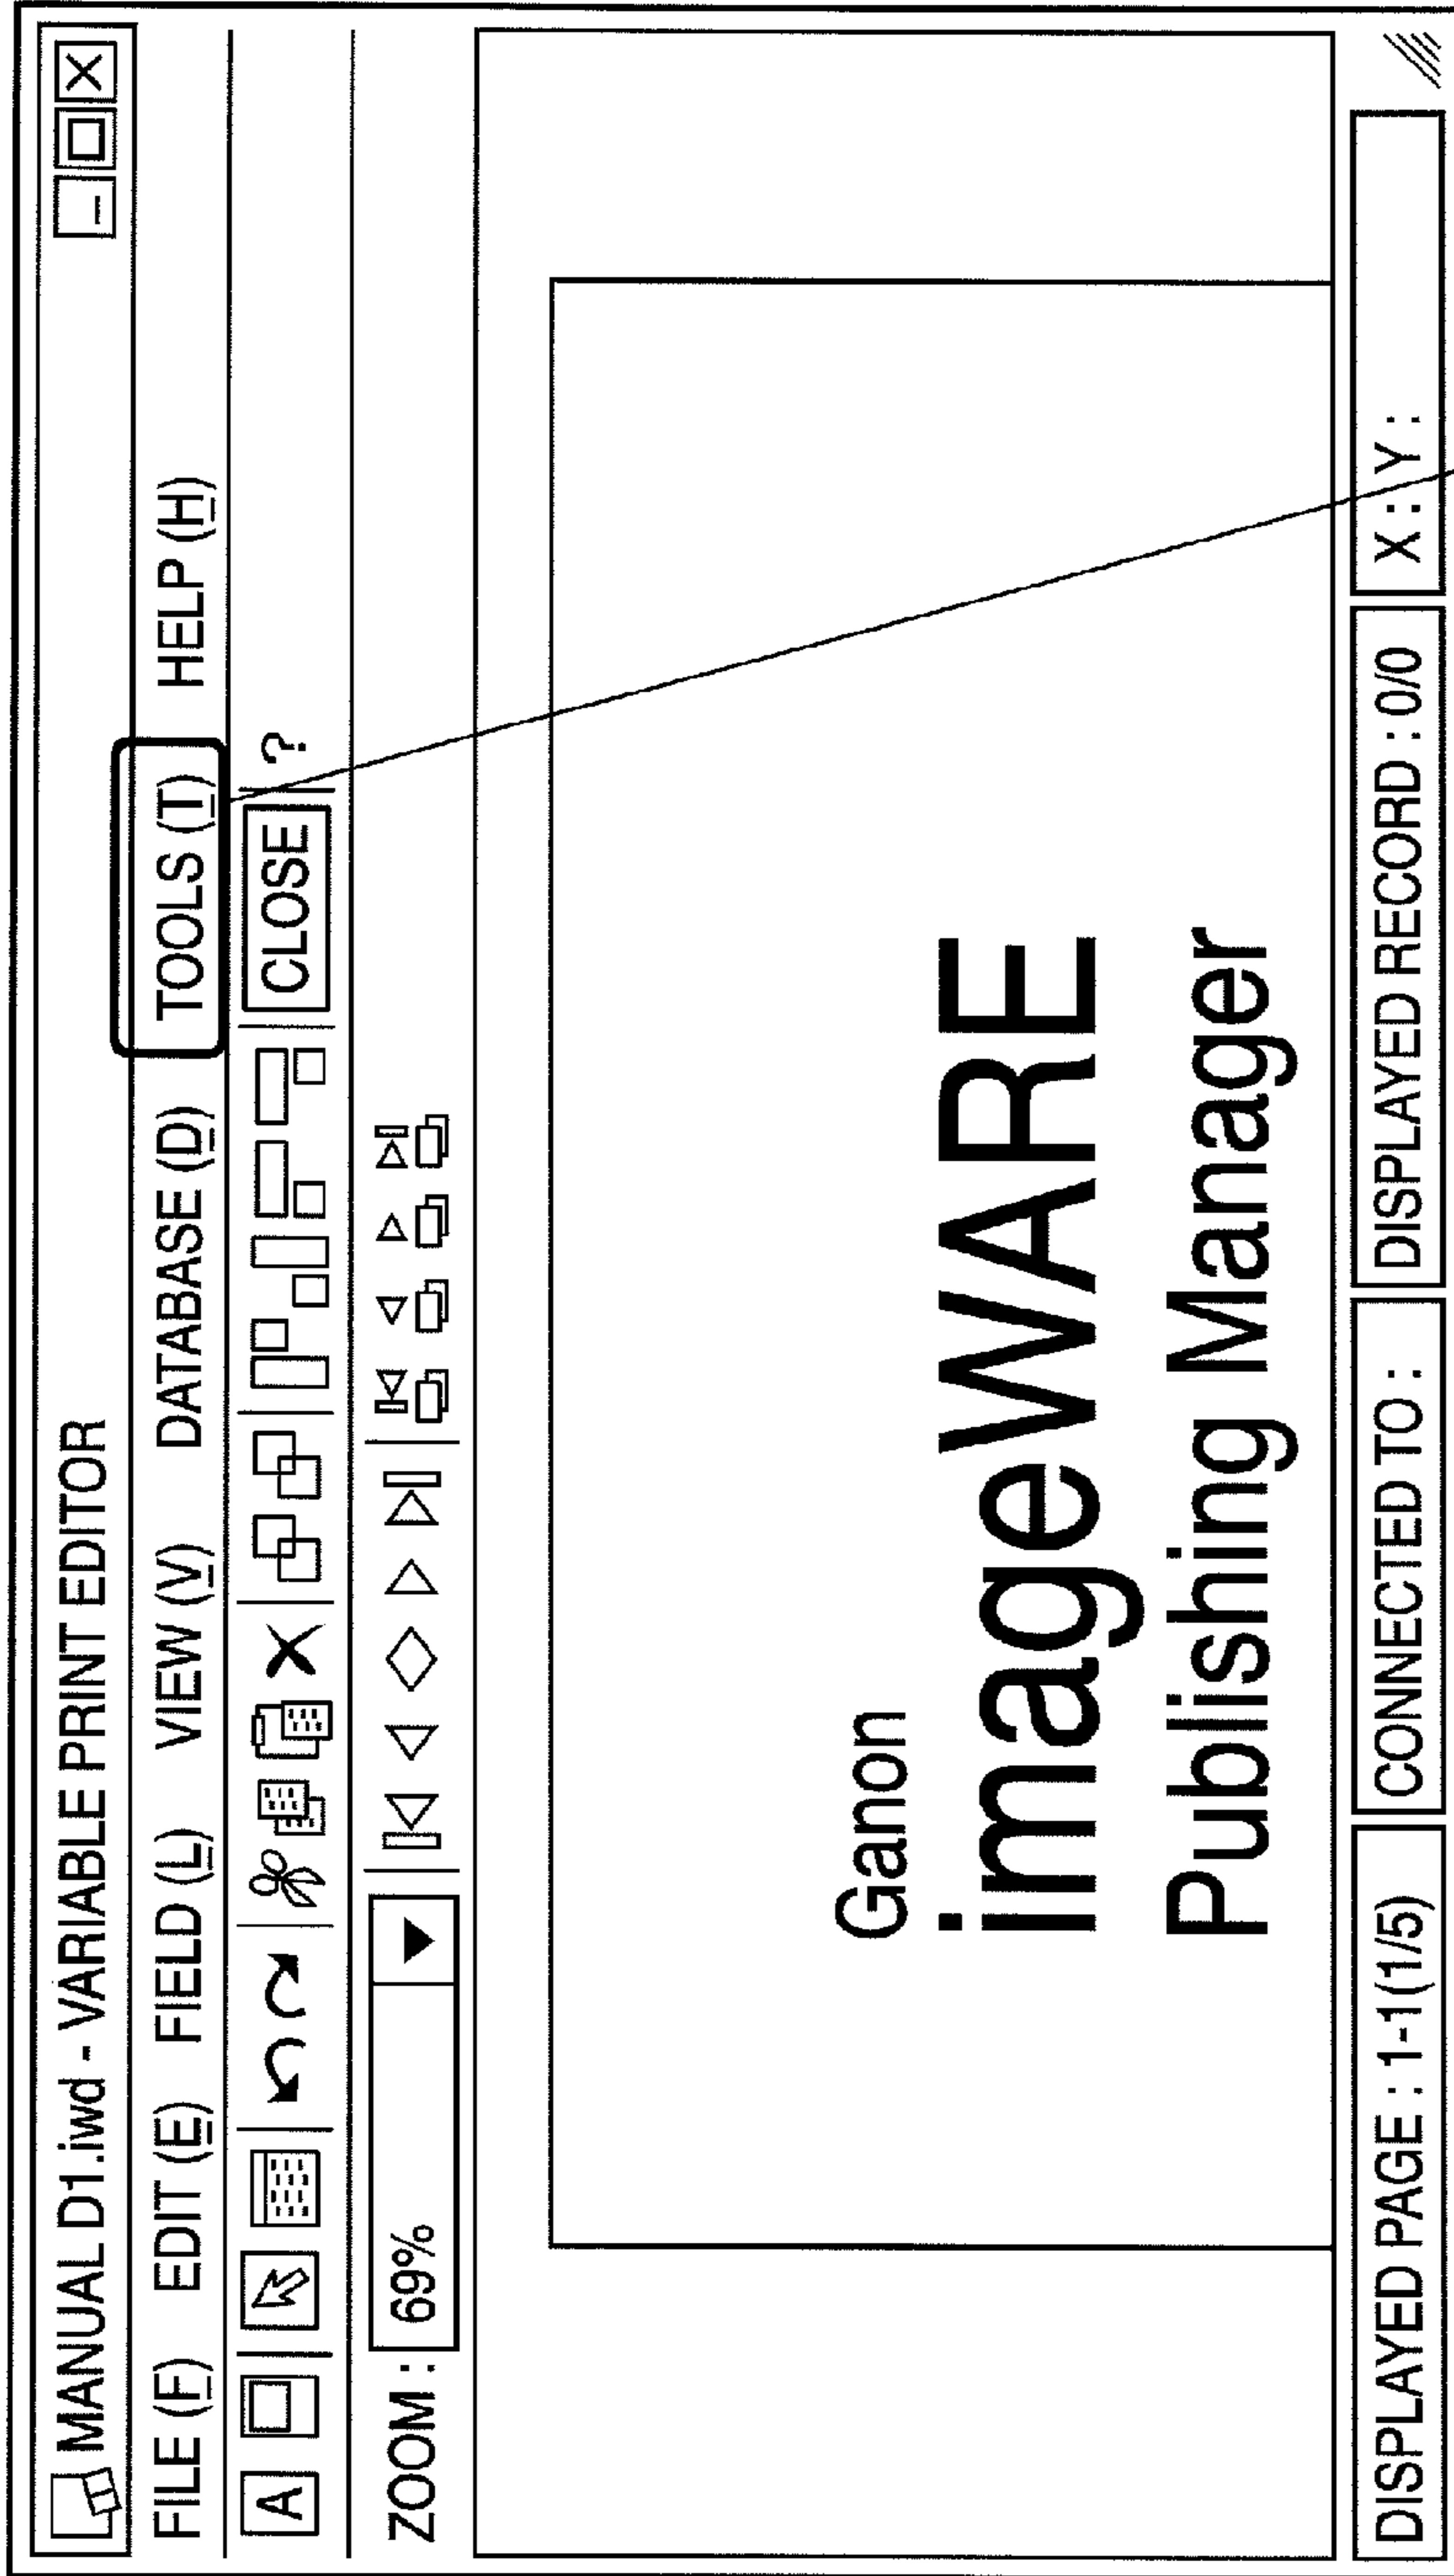 MANUAL D1.iwd - VARIABLE PRINT EDITOR
FILE (F) EDIT (E) FIELD (L) VIEW (V) DATABASE (D) TOOLS (T) HELP (H)
A CLOSE ?
ZOOM : 69%
Ganon
imageWARE
Publishing Manager
DISPLAYED PAGE : 1-1(1/5) CONNECTED TO : DISPLAYED RECORD : 0/0 X : Y :